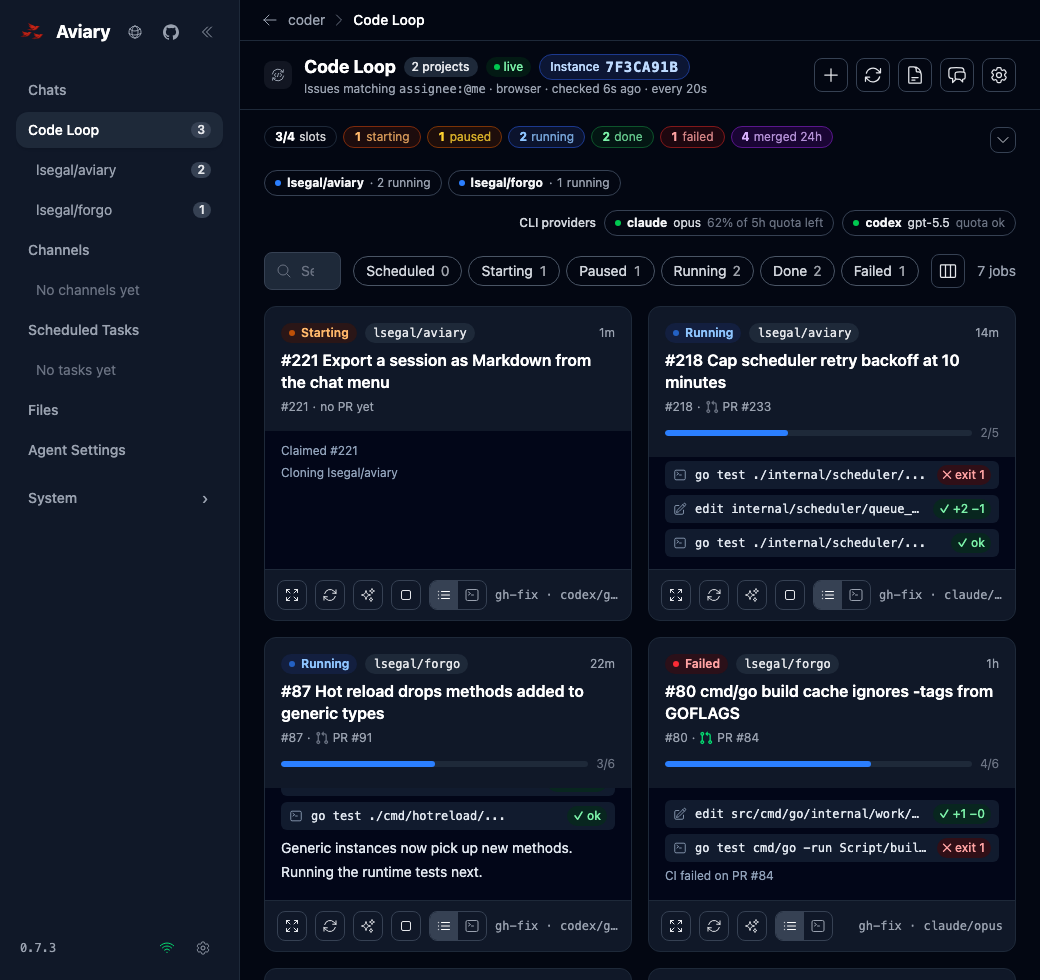 Aviary
coder
Code Loop
Chats
Code Loop 3
lsegal/aviary 2
lsegal/forgo 1
Channels
No channels yet
Scheduled Tasks
No tasks yet
Files
Agent Settings
System
0.7.3
Code Loop 2 projects live Instance 7F3CA91B
Issues matching assignee:@me · browser · checked 6s ago · every 20s
3/4 slots 1 starting 1 paused 2 running 2 done 1 failed 4 merged 24h
lsegal/aviary · 2 running lsegal/forgo · 1 running
CLI providers claude opus 62% of 5h quota left codex gpt-5.5 quota ok
Scheduled 0 Starting 1 Paused 1 Running 2 Done 2 Failed 1 7 jobs
Starting lsegal/aviary 1m
#221 Export a session as Markdown from
the chat menu
#221 · no PR yet
Claimed #221
Cloning lsegal/aviary
gh-fix · codex/g…
Running lsegal/aviary 14m
#218 Cap scheduler retry backoff at 10
minutes
#218 · PR #233
2/5
go test ./internal/scheduler/... exit 1
edit internal/scheduler/queue_… +2 −1
go test ./internal/scheduler/... ok
gh-fix · claude/…
Running lsegal/forgo 22m
#87 Hot reload drops methods added to
generic types
#87 · PR #91
3/6
go test ./cmd/hotreload/... ok
Generic instances now pick up new methods.
Running the runtime tests next.
gh-fix · codex/g…
Failed lsegal/forgo 1h
#80 cmd/go build cache ignores -tags from
GOFLAGS
#80 · PR #84
4/6
edit src/cmd/go/internal/work/… +1 −0
go test cmd/go −run Script/buil… exit 1
CI failed on PR #84
gh-fix · claude/opus